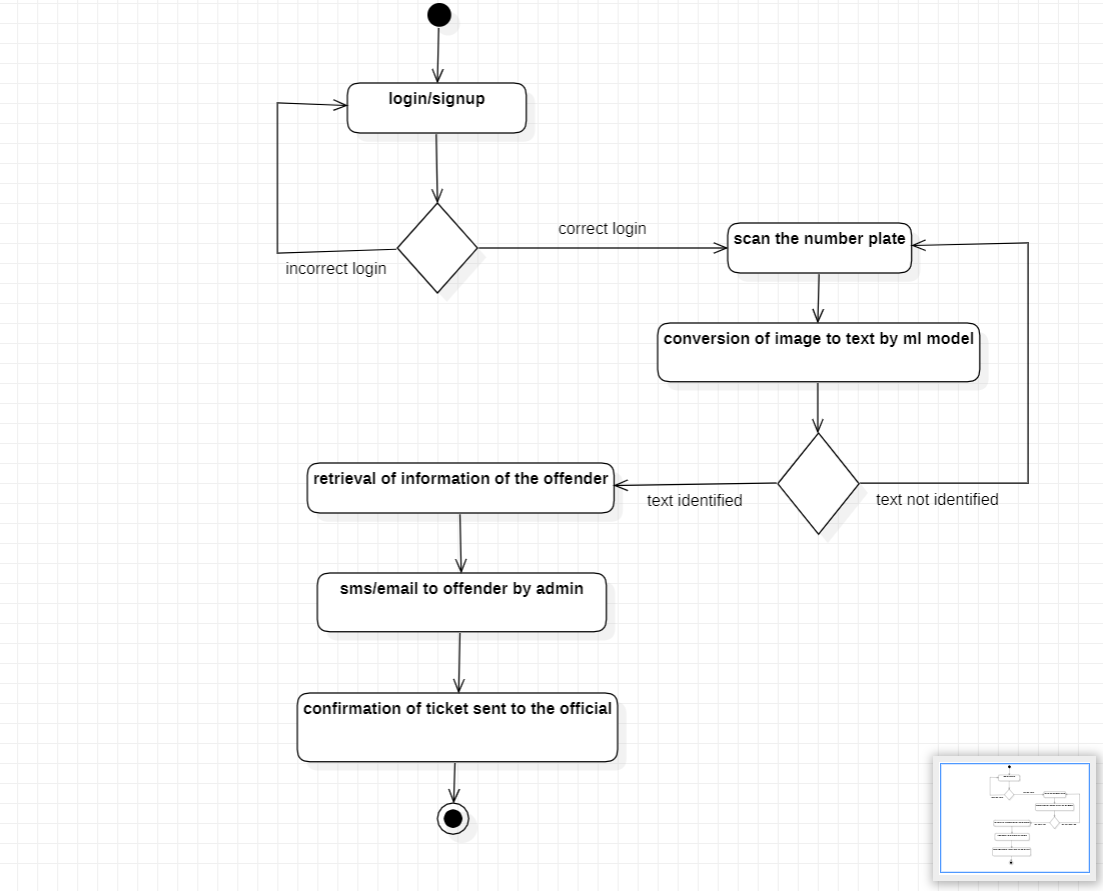 login/signup
correct login
incorrect login
scan the number plate
conversion of image to text by ml model
text identified
text not identified
retrieval of information of the offender
sms/email to offender by admin
confirmation of ticket sent to the official